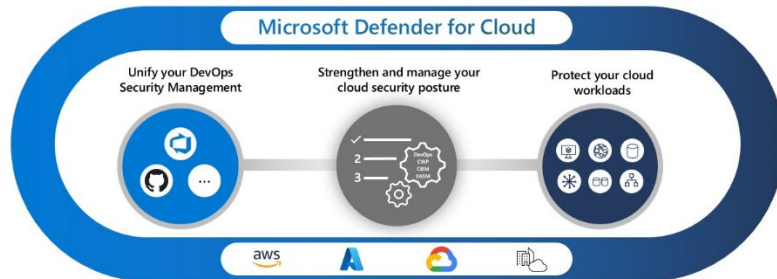 Microsoft Defender for Cloud
Unify your DevOps
Security Management
Strengthen and manage your
cloud security posture
Protect your cloud
workloads
2
3
DevOps
CWP
CIEM
EASM
...
aws